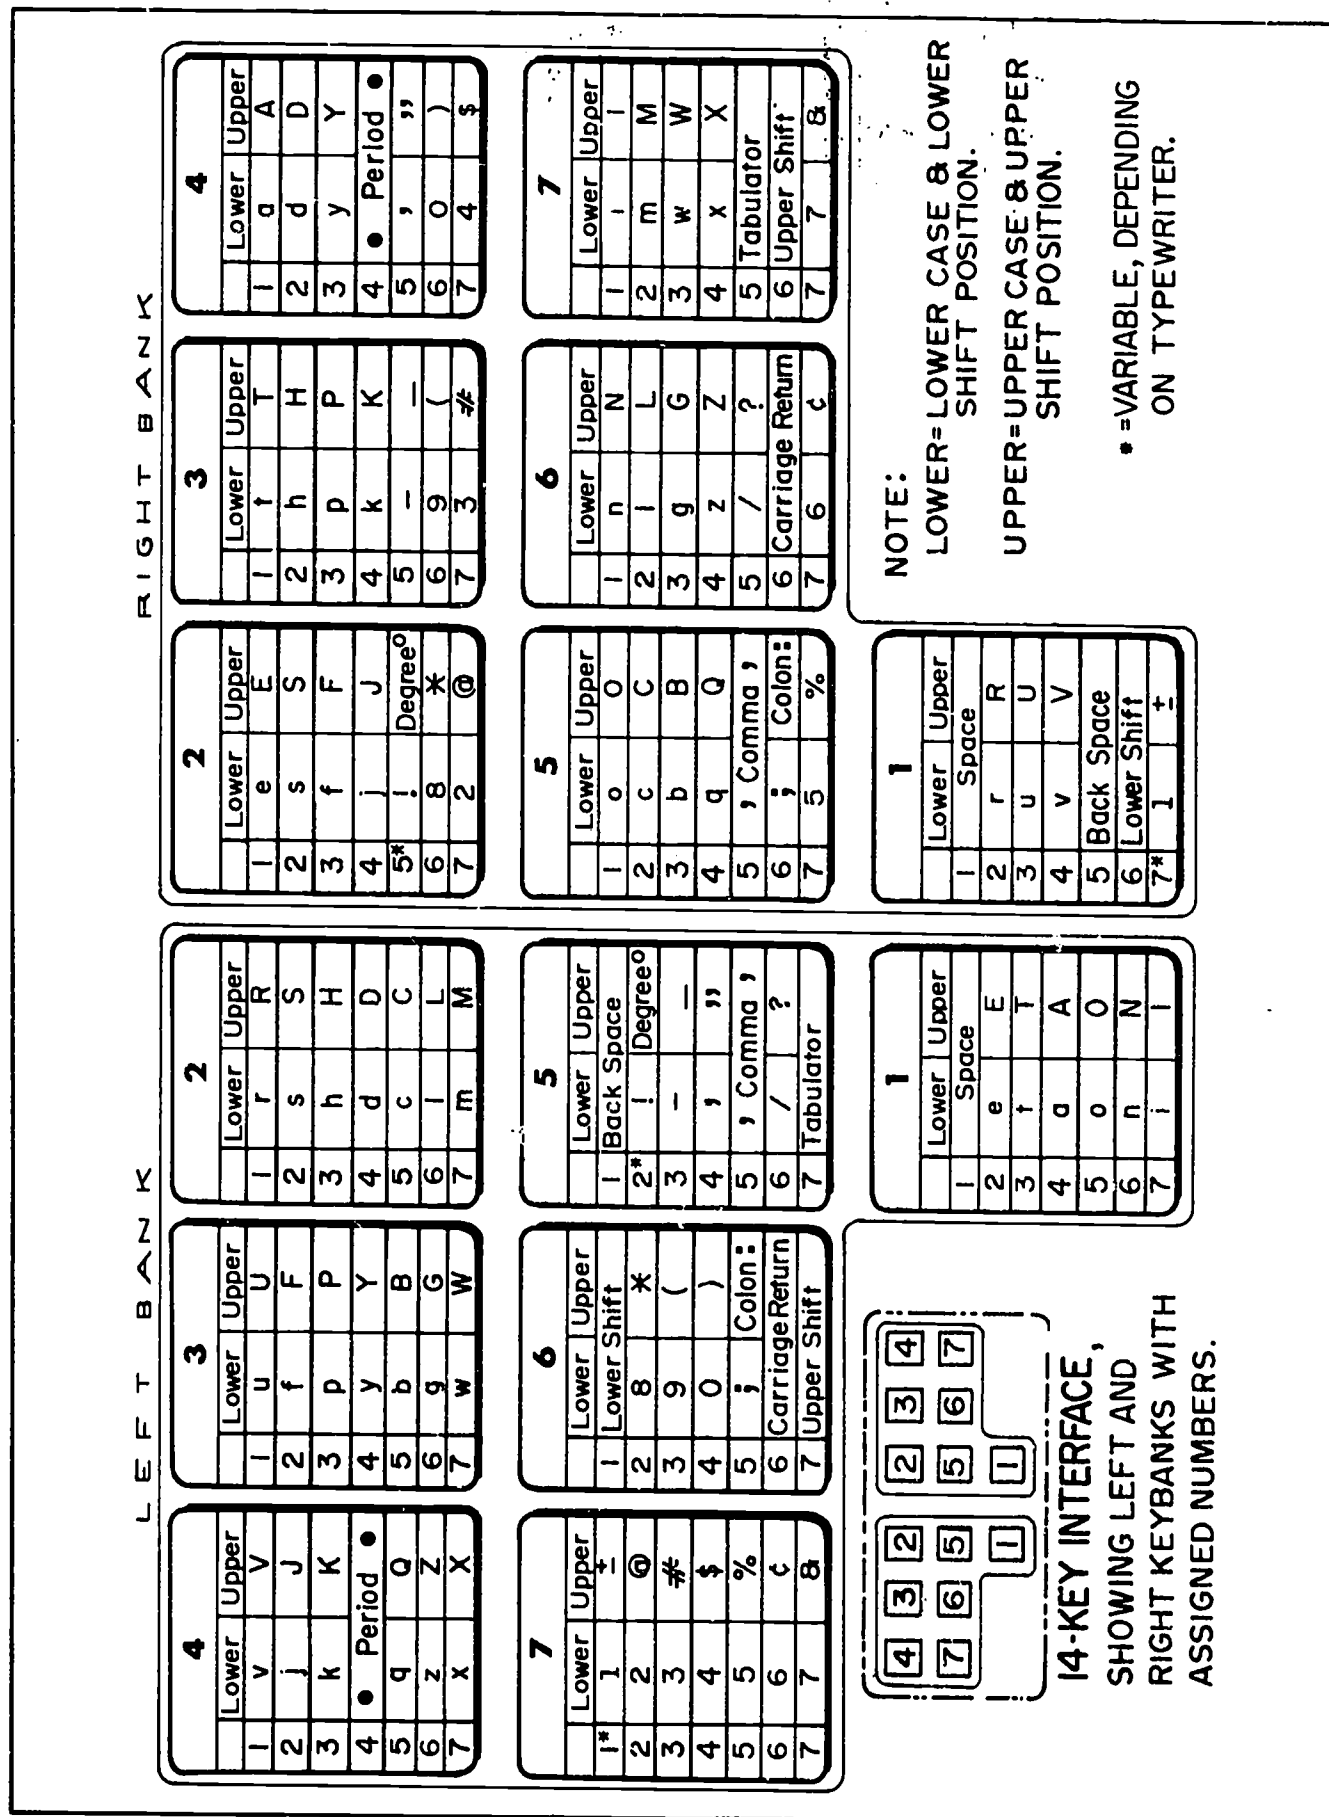 LEFT BANK
RIGHT BANK
4
Lower Upper
1 v V
2 j J
3 k K
4 ● Period ●
5 q Q
6 z Z
7 x X
3
Lower Upper
1 u U
2 f F
3 p P
4 y Y
5 b B
6 g G
7 w W
2
Lower Upper
1 r R
2 s S
3 h H
4 d D
5 c C
6 l L
7 m M
2
Lower Upper
1 e E
2 s S
3 f F
4 j J
5* ! Degree°
6 8 *
7 2 @
3
Lower Upper
1 t T
2 h H
3 p P
4 k K
5 - —
6 9 (
7 3 #
4
Lower Upper
1 a A
2 d D
3 y Y
4 ● Period ●
5 ' "
6 0 )
7 4 $
7
Lower Upper
1* 1 ±
2 2 @
3 3 #
4 4 $
5 5 %
6 6 ¢
7 7 &
6
Lower Upper
1 Lower Shift
2 8 *
3 9 (
4 0 )
5 ; Colon :
6 Carriage Return
7 Upper Shift
5
Lower Upper
1 Back Space
2* ! Degree°
3 - —
4 ' "
5 , Comma ,
6 / ?
7 Tabulator
5
Lower Upper
1 o O
2 c C
3 b B
4 q Q
5 , Comma ,
6 ; Colon :
7 5 %
6
Lower Upper
1 n N
2 l L
3 g G
4 z Z
5 / ?
6 Carriage Return
7 6 ¢
7
Lower Upper
1 i I
2 m M
3 w W
4 x X
5 Tabulator
6 Upper Shift
7 7 &
1
Lower Upper
1 Space
2 e E
3 t T
4 a A
5 o O
6 n N
7 i I
1
Lower Upper
1 Space
2 r R
3 u U
4 v V
5 Back Space
6 Lower Shift
7* 1 ±
4 3 2 2 3 4
7 6 5 5 6 7
1 1
14-KEY INTERFACE,
SHOWING LEFT AND
RIGHT KEYBANKS WITH
ASSIGNED NUMBERS.
NOTE:
LOWER=LOWER CASE & LOWER
SHIFT POSITION.
UPPER=UPPER CASE & UPPER
SHIFT POSITION.
* =VARIABLE, DEPENDING
ON TYPEWRITER.